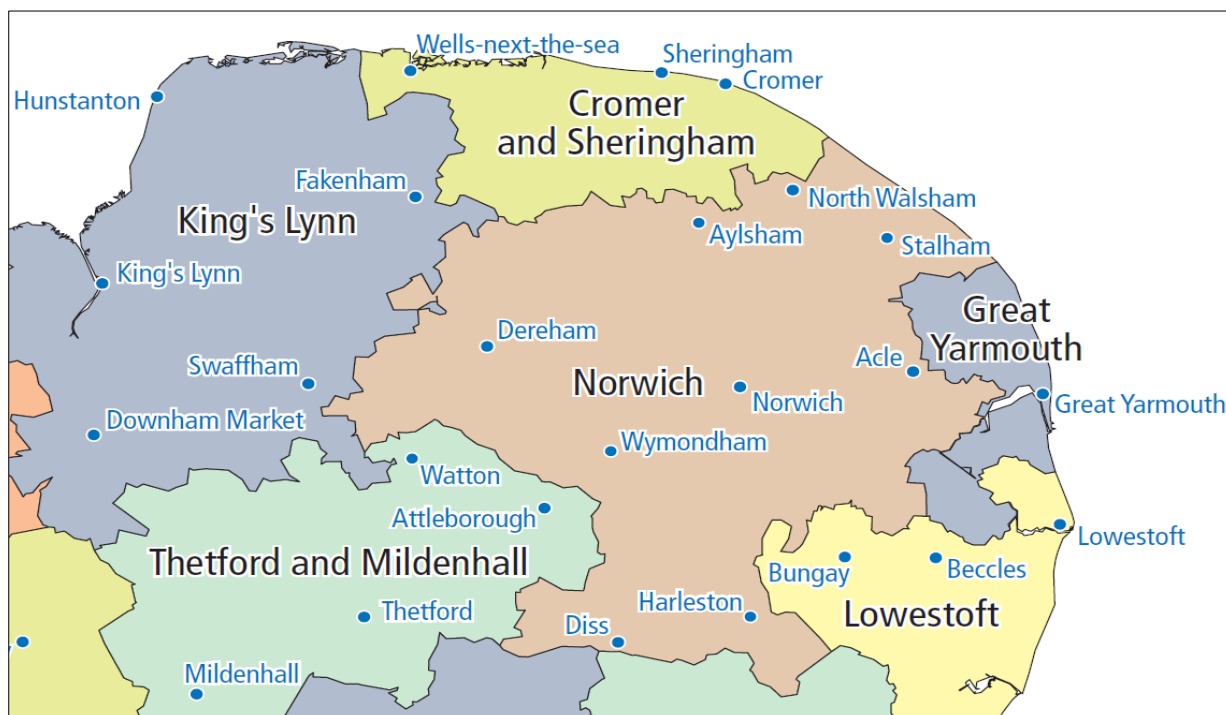 Wells-next-the-sea
Sheringham
Hunstanton
Cromer
Cromer
and Sheringham
Fakenham
North Walsham
King's Lynn
Aylsham
Stalham
King's Lynn
Great
Yarmouth
Dereham
Swaffham
Acle
Norwich
Norwich
Great Yarmouth
Downham Market
Wymondham
Watton
Attleborough
Lowestoft
Thetford and Mildenhall
Bungay
Beccles
Thetford
Harleston
Lowestoft
Diss
Mildenhall